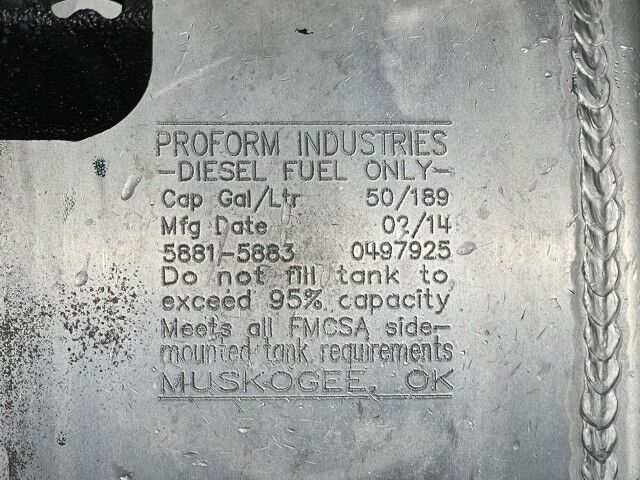 PROFORM INDUSTRIES
-DIESEL FUEL ONLY-
Cap Gal/Ltr 50/189
Mfg Date 02/14
5881-5883 0497925
Do not fill tank to
exceed 95% capacity
Meets all FMCSA side-
mounted tank requirements
MUSKOGEE, OK